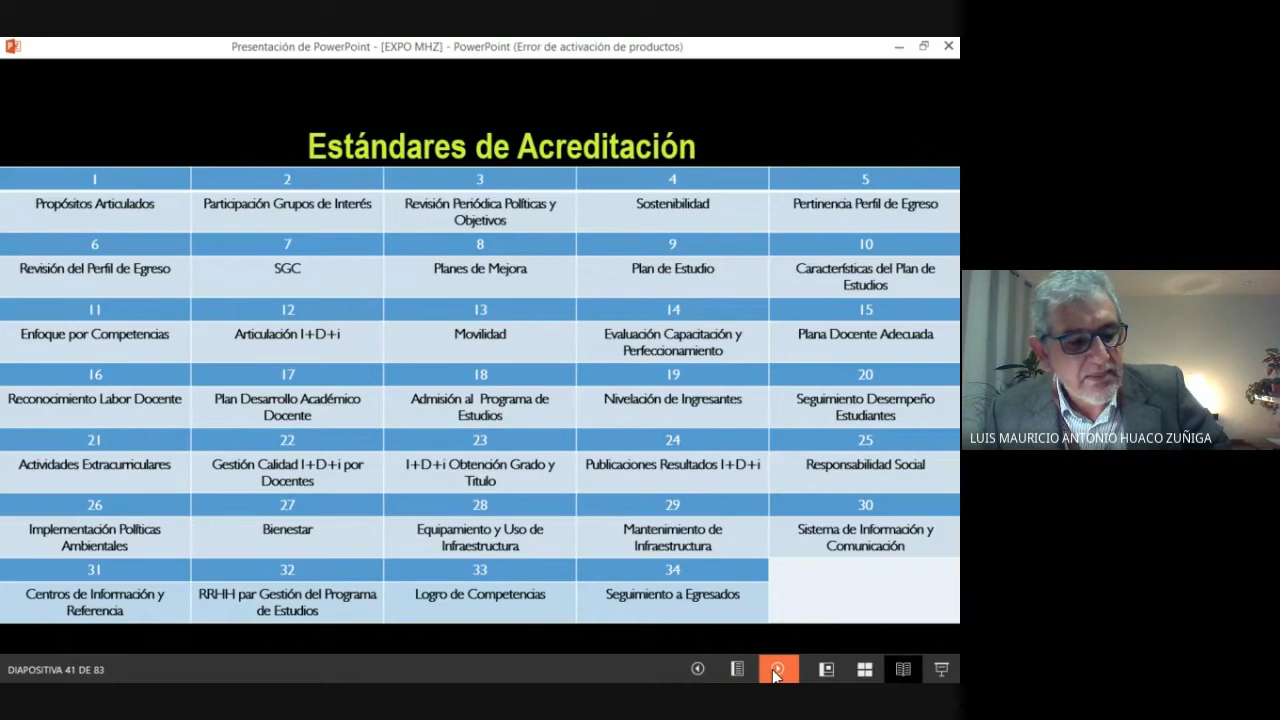 Presentación de PowerPoint - [EXPO MHZ] - PowerPoint (Error de activación de productos)
Estándares de Acreditación
1 2 3 4 5
Propósitos Articulados Participación Grupos de Interés Revisión Periódica Políticas y Sostenibilidad Pertinencia Perfil de Egreso
Objetivos
6 7 8 9 10
Revisión del Perfil de Egreso SGC Planes de Mejora Plan de Estudio Características del Plan de
Estudios
11 12 13 14 15
Enfoque por Competencias Articulación I+D+i Movilidad Evaluación Capacitación y Plana Docente Adecuada
Perfeccionamiento
16 17 18 19 20
Reconocimiento Labor Docente Plan Desarrollo Académico Admisión al Programa de Nivelación de Ingresantes Seguimiento Desempeño
Docente Estudios Estudiantes
21 22 23 24 25
Actividades Extracurriculares Gestión Calidad I+D+i por I+D+i Obtención Grado y Publicaciones Resultados I+D+i Responsabilidad Social
Docentes Titulo
26 27 28 29 30
Implementación Políticas Bienestar Equipamiento y Uso de Mantenimiento de Sistema de Información y
Ambientales Infraestructura Infraestructura Comunicación
31 32 33 34
Centros de Información y RRHH par Gestión del Programa Logro de Competencias Seguimiento a Egresados
Referencia de Estudios
LUIS MAURICIO ANTONIO HUACO ZUÑIGA
DIAPOSITIVA 41 DE 83